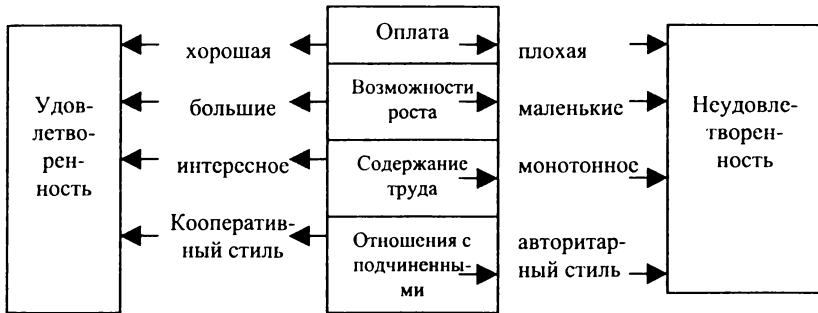 Удов-
летво-
рен-
ность
хорошая
большие
интересное
Кооператив-
ный стиль
Оплата
Возможности
роста
Содержание
труда
Отношения с
подчиненны-
ми
плохая
маленькие
монотонное
авторитар-
ный стиль
Неудовле-
творен-
ность